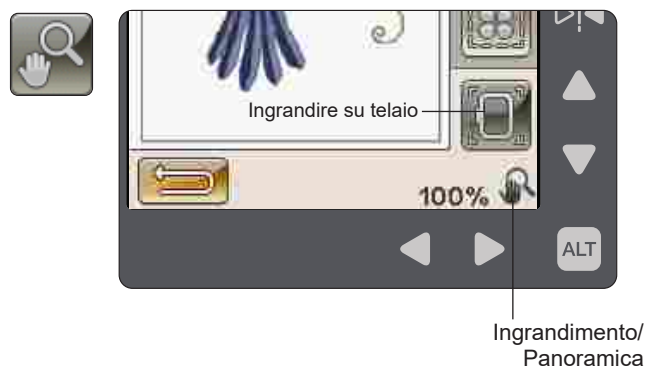 Ingrandire su telaio
100%
ALT
Ingrandimento/
Panoramica